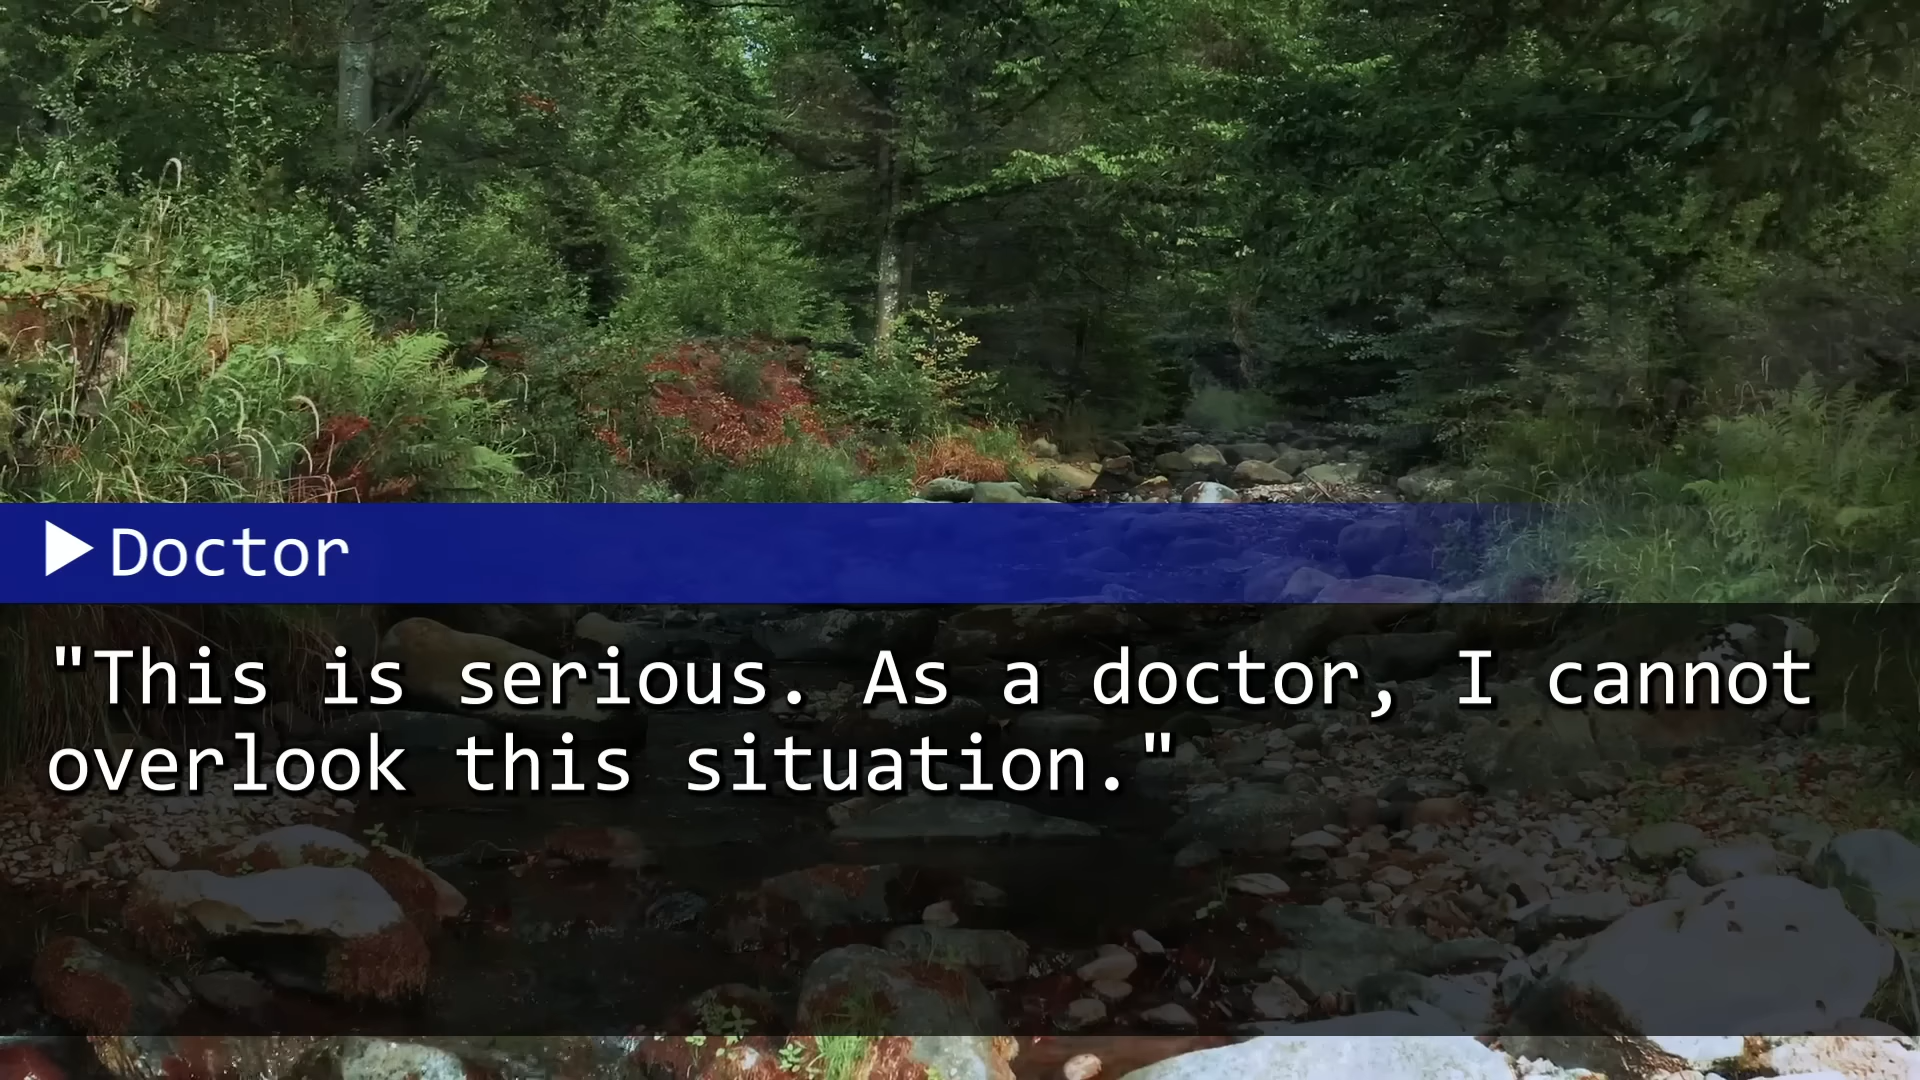 Doctor
"This is serious. As a doctor, I cannot
overlook this situation."